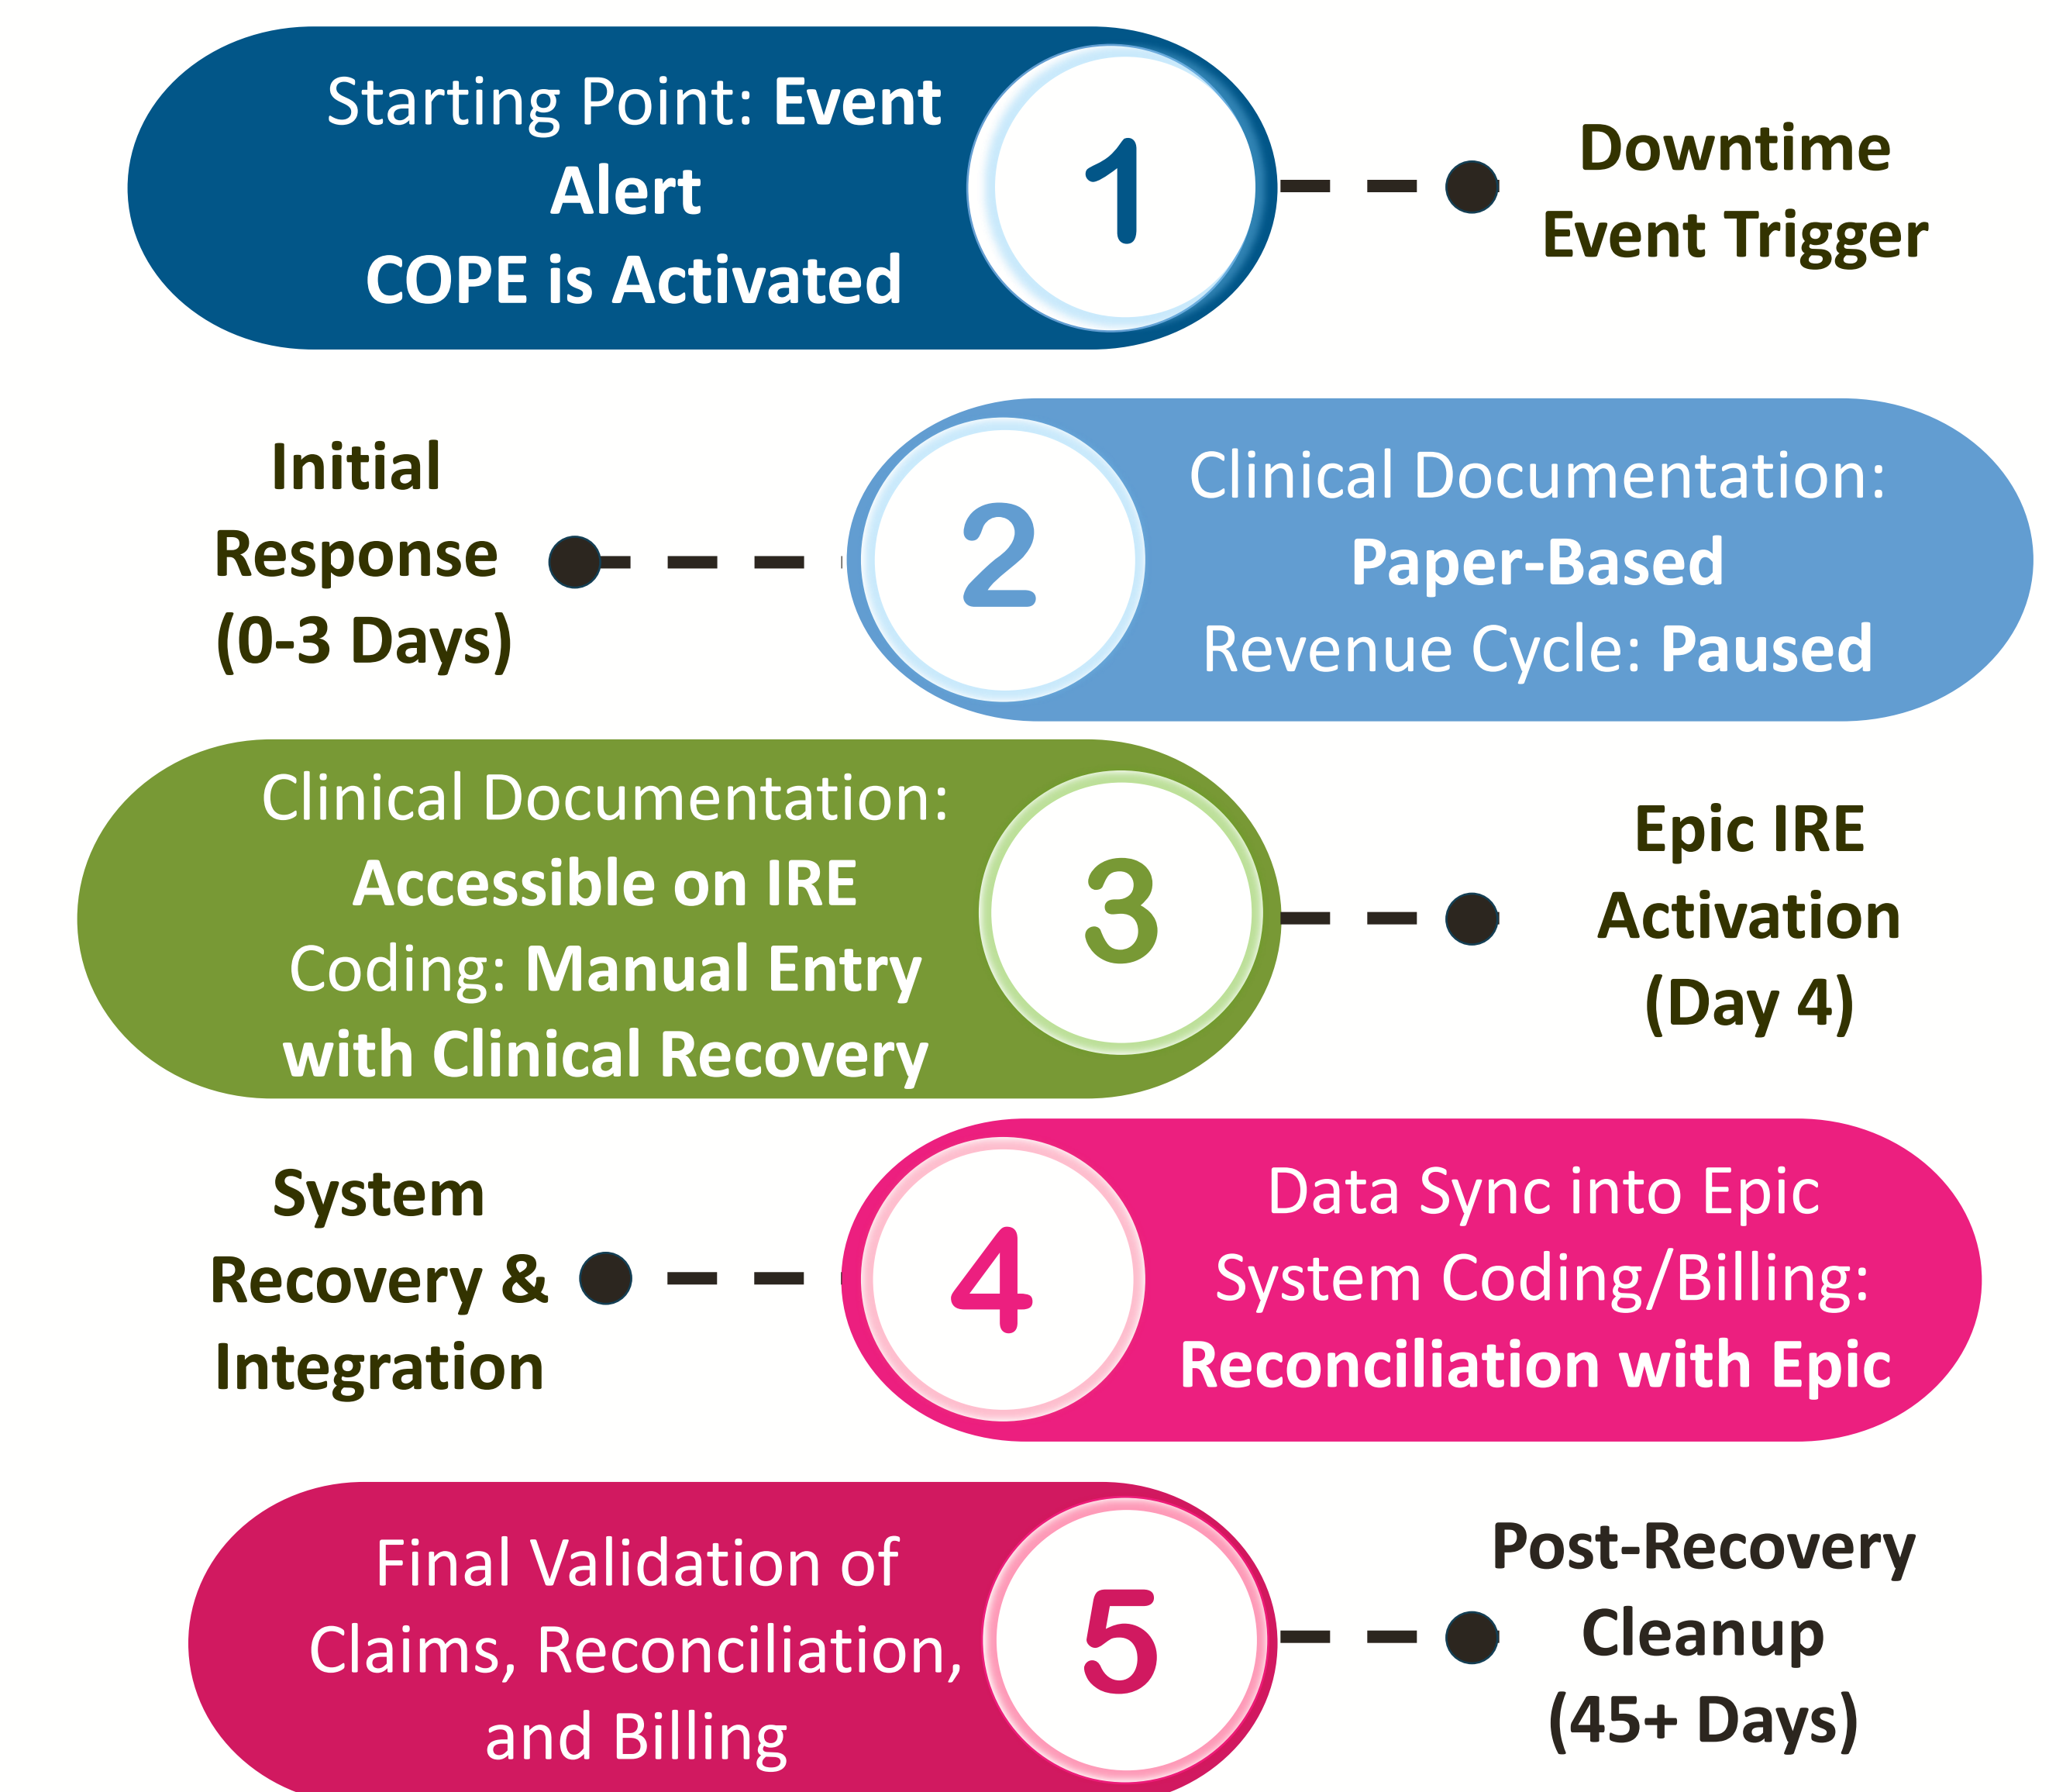 Starting Point: Event
Alert
COPE is Activated
1
Downtime
Event Trigger
Initial
Response
(0-3 Days)
2
Clinical Documentation:
Paper-Based
Revenue Cycle: Paused
Clinical Documentation:
Accessible on IRE
Coding: Manual Entry
with Clinical Recovery
3
Epic IRE
Activation
(Day 4)
System
Recovery &
Integration
4
Data Sync into Epic
System Coding/Billing:
Reconciliation with Epic
Final Validation of
Claims, Reconciliation,
and Billing
5
Post-Recovery
Cleanup
(45+ Days)